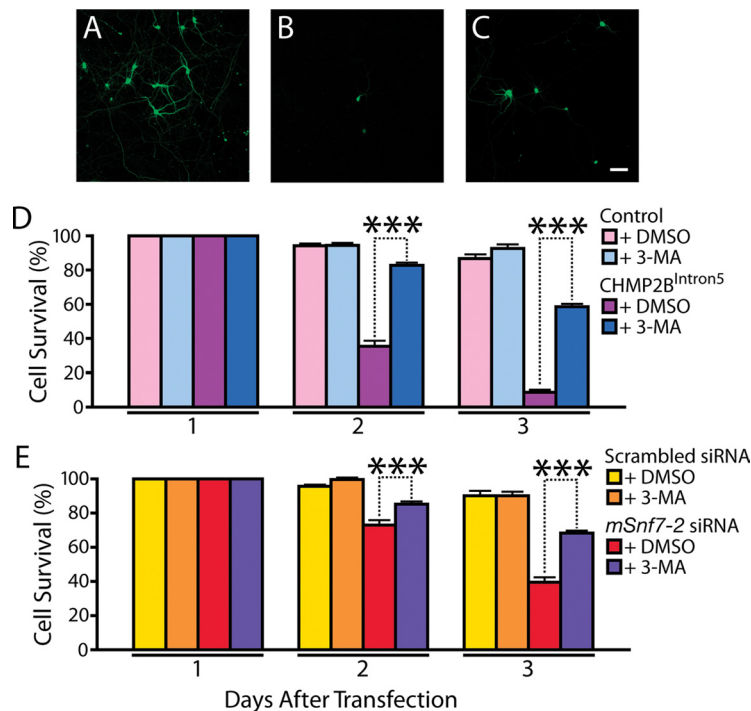 A
B
C
D
Cell Survival (%)
100
80
60
40
20
0
***
***
1
2
3
Control
+ DMSO
+ 3-MA
CHMP2BIntron5
+ DMSO
+ 3-MA
E
Cell Survival (%)
100
80
60
40
20
0
***
***
1
2
3
Scrambled siRNA
+ DMSO
+ 3-MA
mSnf7-2 siRNA
+ DMSO
+ 3-MA
Days After Transfection